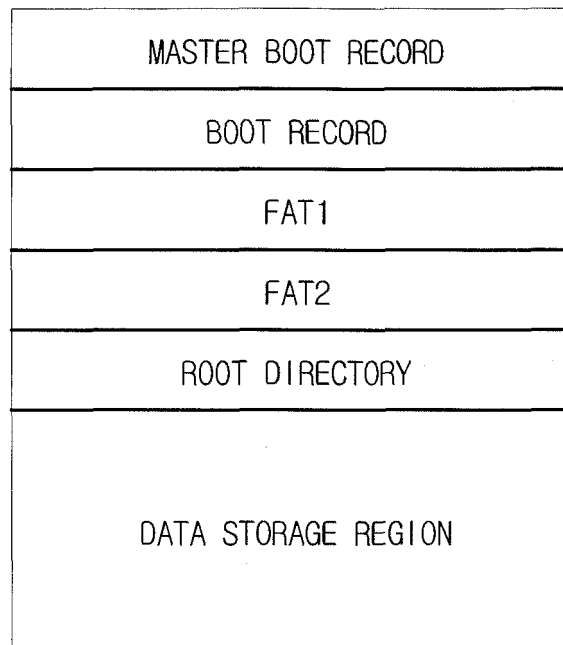 MASTER BOOT RECORD
BOOT RECORD
FAT1
FAT2
ROOT DIRECTORY
DATA STORAGE REGION